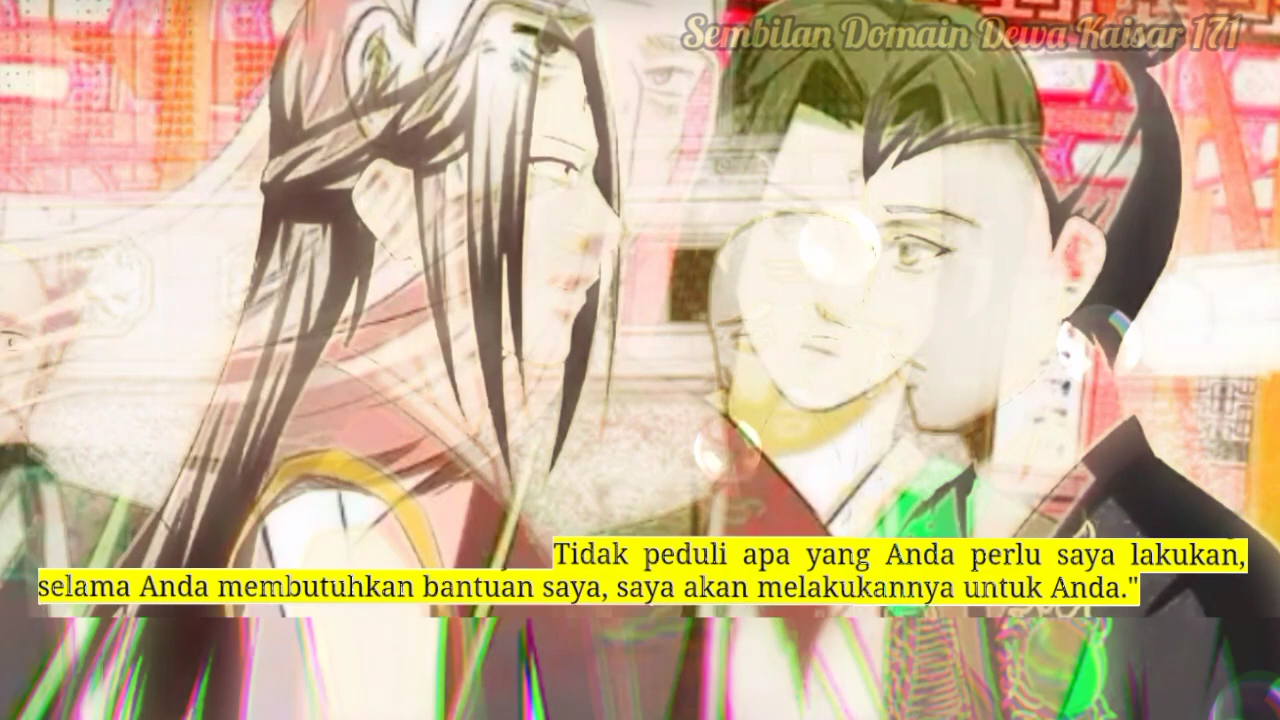 Sembilan Domain Dewa Kaisar 171
Tidak peduli apa yang Anda perlu saya lakukan,
selama Anda membutuhkan bantuan saya, saya akan melakukannya untuk Anda."